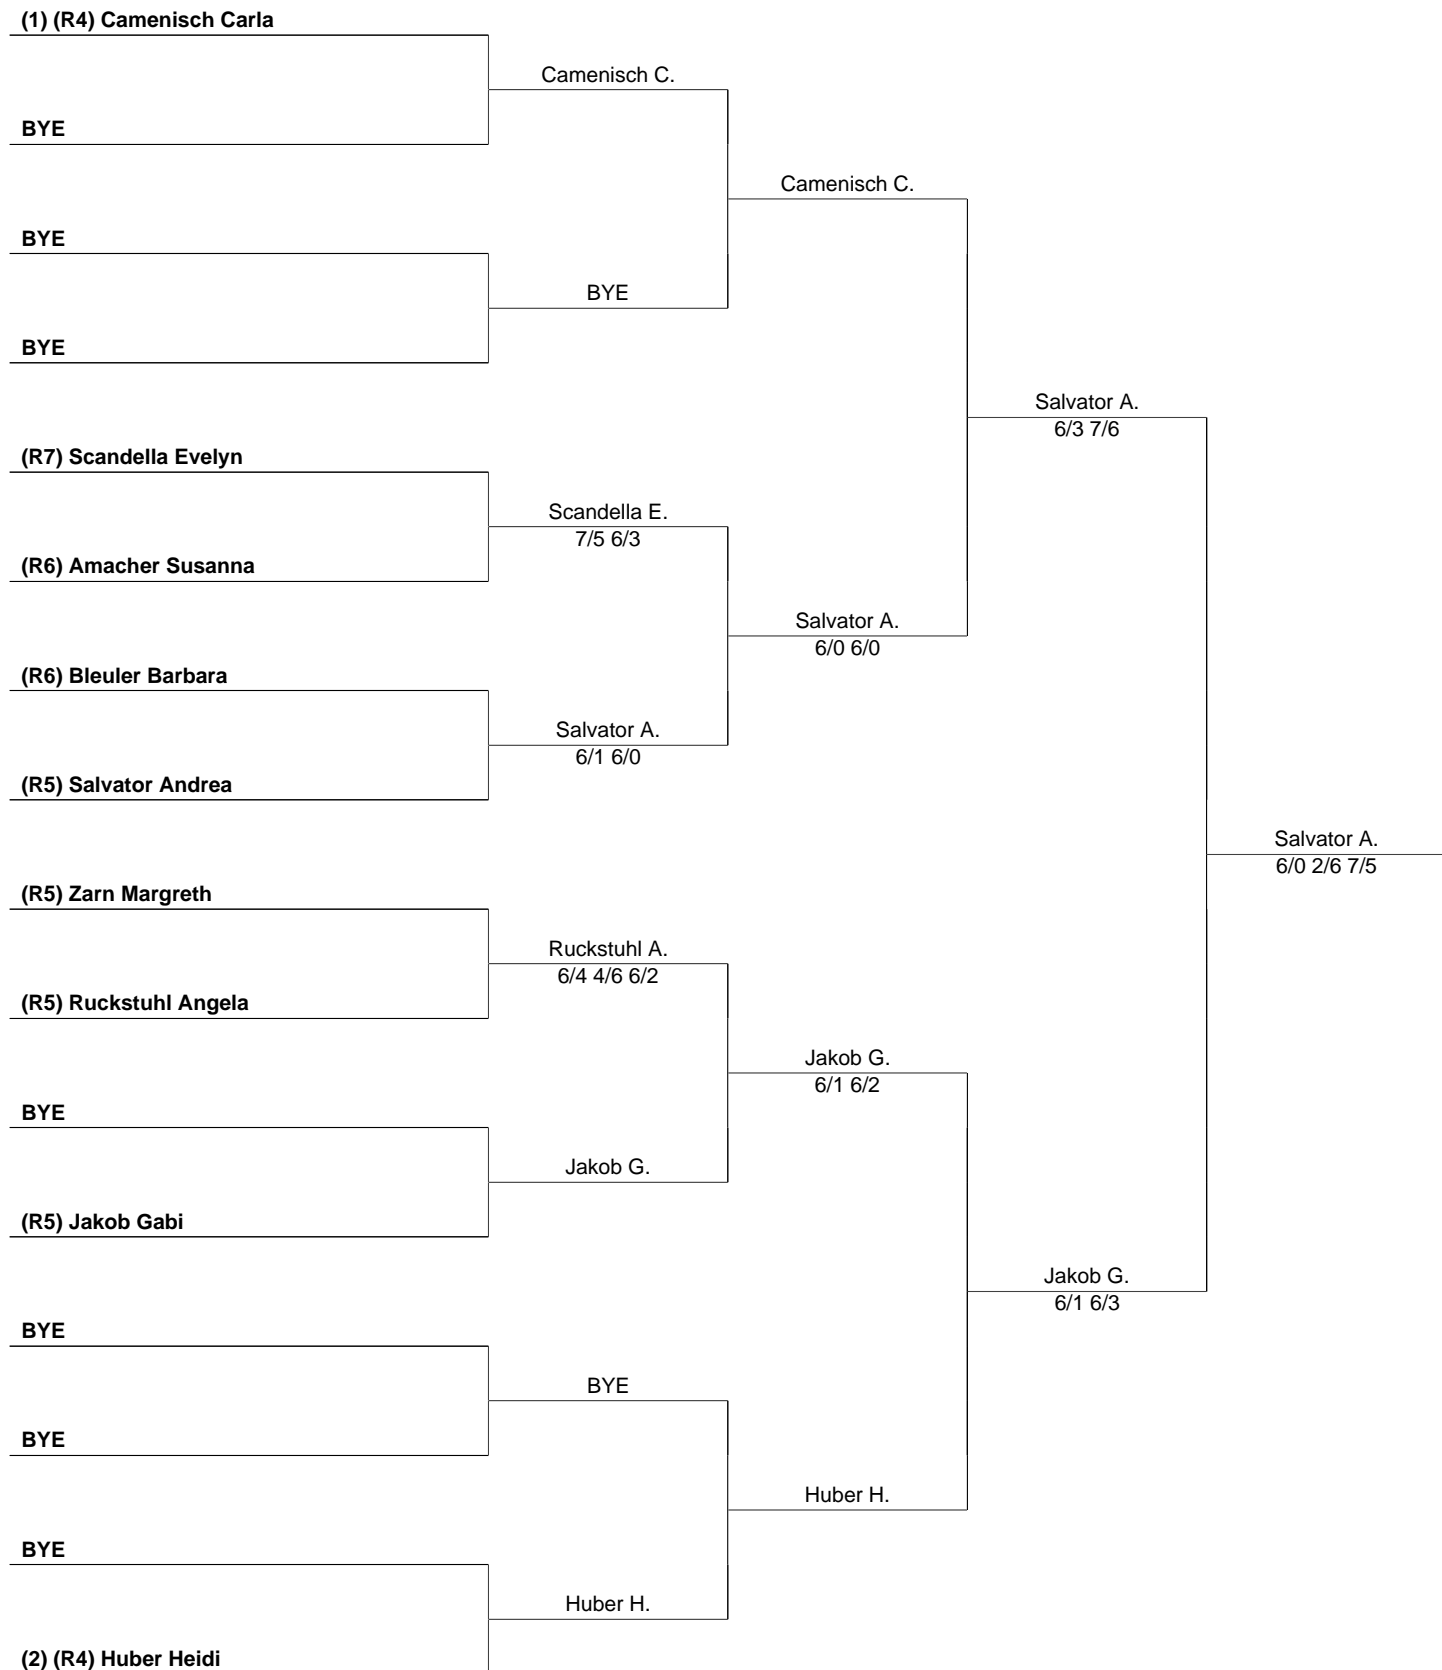 (1) (R4) Camenisch Carla
Camenisch C.
BYE
Camenisch C.
BYE
BYE
BYE
Salvator A.
6/3 7/6
(R7) Scandella Evelyn
Scandella E.
7/5 6/3
(R6) Amacher Susanna
Salvator A.
6/0 6/0
(R6) Bleuler Barbara
Salvator A.
6/1 6/0
(R5) Salvator Andrea
Salvator A.
6/0 2/6 7/5
(R5) Zarn Margreth
Ruckstuhl A.
6/4 4/6 6/2
(R5) Ruckstuhl Angela
Jakob G.
6/1 6/2
BYE
Jakob G.
(R5) Jakob Gabi
Jakob G.
6/1 6/3
BYE
BYE
BYE
Huber H.
BYE
Huber H.
(2) (R4) Huber Heidi